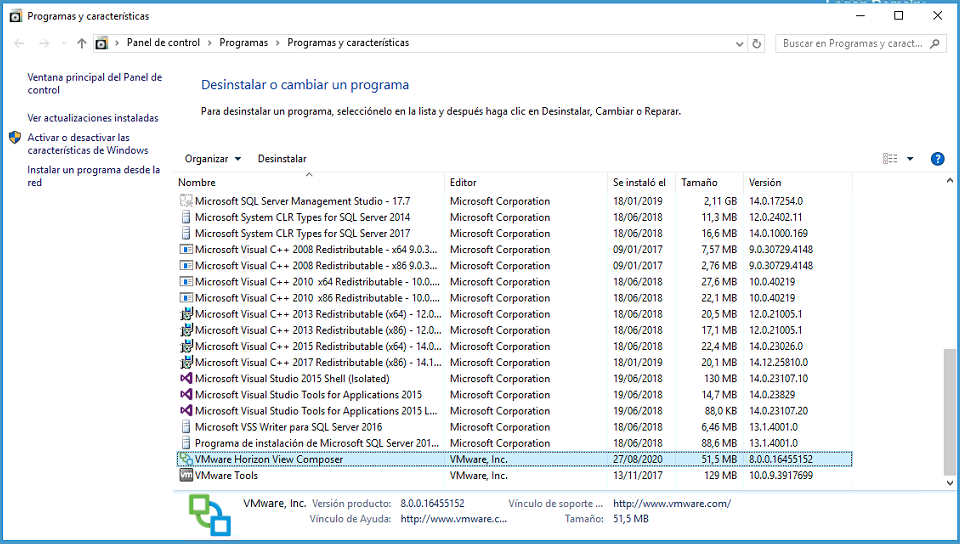 Programas y características
Panel de control > Programas > Programas y características
Buscar en Programas y caract...
Ventana principal del Panel de
control
Ver actualizaciones instaladas
Activar o desactivar las
características de Windows
Instalar un programa desde la
red
Desinstalar o cambiar un programa
Para desinstalar un programa, selecciónelo en la lista y después haga clic en Desinstalar, Cambiar o Reparar.
Organizar Desinstalar
Nombre Editor Se instaló el Tamaño Versión
Microsoft SQL Server Management Studio - 17.7 Microsoft Corporation 18/01/2019 2,11 GB 14.0.17254.0
Microsoft System CLR Types for SQL Server 2014 Microsoft Corporation 18/06/2018 11,3 MB 12.0.2402.11
Microsoft System CLR Types for SQL Server 2017 Microsoft Corporation 18/06/2018 16,6 MB 14.0.1000.169
Microsoft Visual C++ 2008 Redistributable - x64 9.0.3... Microsoft Corporation 09/01/2017 7,57 MB 9.0.30729.4148
Microsoft Visual C++ 2008 Redistributable - x86 9.0.3... Microsoft Corporation 09/01/2017 2,76 MB 9.0.30729.4148
Microsoft Visual C++ 2010 x64 Redistributable - 10.0... Microsoft Corporation 18/06/2018 27,6 MB 10.0.40219
Microsoft Visual C++ 2010 x86 Redistributable - 10.0... Microsoft Corporation 18/06/2018 22,1 MB 10.0.40219
Microsoft Visual C++ 2013 Redistributable (x64) - 12.0... Microsoft Corporation 18/06/2018 20,5 MB 12.0.21005.1
Microsoft Visual C++ 2013 Redistributable (x86) - 12.0... Microsoft Corporation 18/06/2018 17,1 MB 12.0.21005.1
Microsoft Visual C++ 2015 Redistributable (x64) - 14.0... Microsoft Corporation 18/06/2018 22,4 MB 14.0.23026.0
Microsoft Visual C++ 2017 Redistributable (x86) - 14.1... Microsoft Corporation 18/01/2019 20,1 MB 14.12.25810.0
Microsoft Visual Studio 2015 Shell (Isolated) Microsoft Corporation 19/06/2018 130 MB 14.0.23107.10
Microsoft Visual Studio Tools for Applications 2015 Microsoft Corporation 19/06/2018 14,7 MB 14.0.23829
Microsoft Visual Studio Tools for Applications 2015 L... Microsoft Corporation 19/06/2018 88,0 KB 14.0.23107.20
Microsoft VSS Writer para SQL Server 2016 Microsoft Corporation 18/06/2018 6,46 MB 13.1.4001.0
Programa de instalación de Microsoft SQL Server 201... Microsoft Corporation 19/06/2018 88,6 MB 13.1.4001.0
VMware Horizon View Composer VMware, Inc. 27/08/2020 51,5 MB 8.0.0.16455152
VMware Tools VMware, Inc. 13/11/2017 129 MB 10.0.9.3917699
VMware, Inc. Versión producto: 8.0.0.16455152 Vínculo de soporte ... http://www.vmware.com/
Vínculo de Ayuda: http://www.vmware.c... Tamaño: 51,5 MB